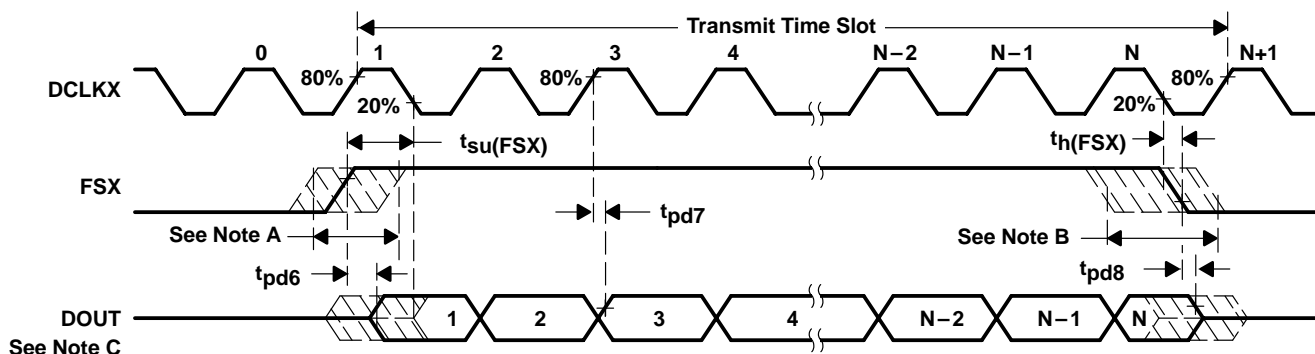 Transmit Time Slot
0 1 2 3 4 N−2 N−1 N N+1
80% 80% 80%
DCLKX
20% 20%
tsu(FSX) th(FSX)
FSX
tpd7
See Note A See Note B
tpd6 tpd8
DOUT 1 2 3 4 N−2 N−1 N
See Note C